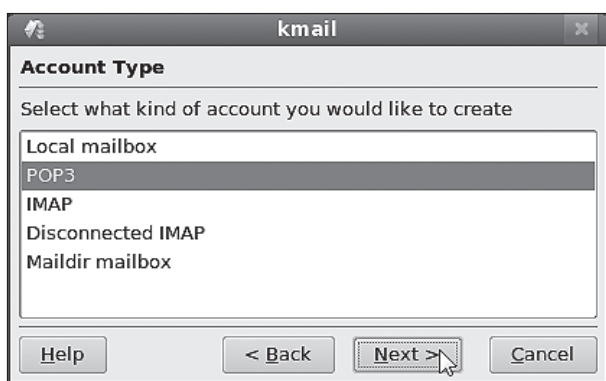 kmail
Account Type
Select what kind of account you would like to create
Local mailbox
POP3
IMAP
Disconnected IMAP
Maildir mailbox
Help < Back Next > Cancel